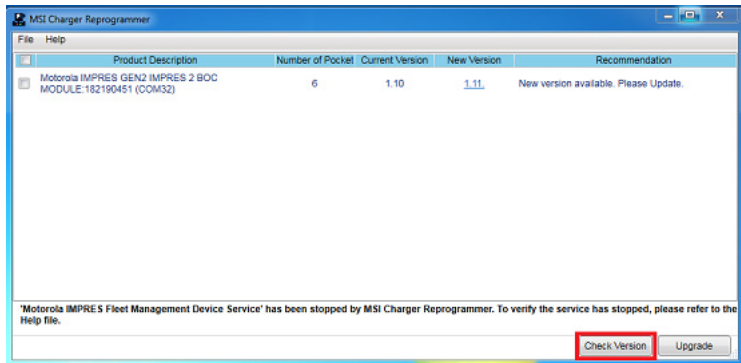 MSI Charger Reprogrammer
File Help
Product Description Number of Pocket Current Version New Version Recommendation
Motorola IMPRES GEN2 IMPRES 2 BOC
MODULE:182190451 (COM32) 6 1.10 1.11. New version available. Please Update.
'Motorola IMPRES Fleet Management Device Service' has been stopped by MSI Charger Reprogrammer. To verify the service has stopped, please refer to the
Help file.
Check Version Upgrade